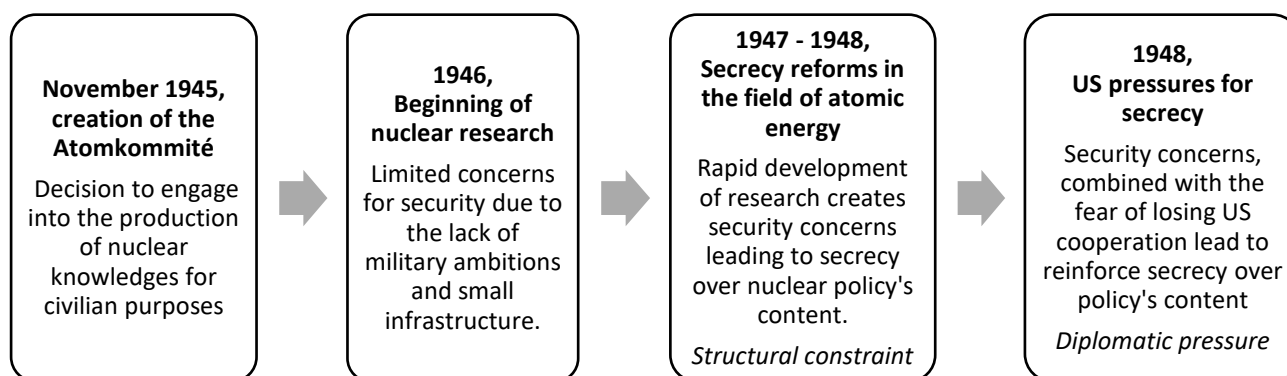 November 1945,
creation of the
Atomkommité
Decision to engage
into the production
of nuclear
knowledges for
civilian purposes
1946,
Beginning of
nuclear research
Limited concerns
for security due to
the lack of
military ambitions
and small
infrastructure.
1947 - 1948,
Secrecy reforms in
the field of atomic
energy
Rapid development
of research creates
security concerns
leading to secrecy
over nuclear policy's
content.
Structural constraint
1948,
US pressures for
secrecy
Security concerns,
combined with the
fear of losing US
cooperation lead to
reinforce secrecy over
policy's content
Diplomatic pressure